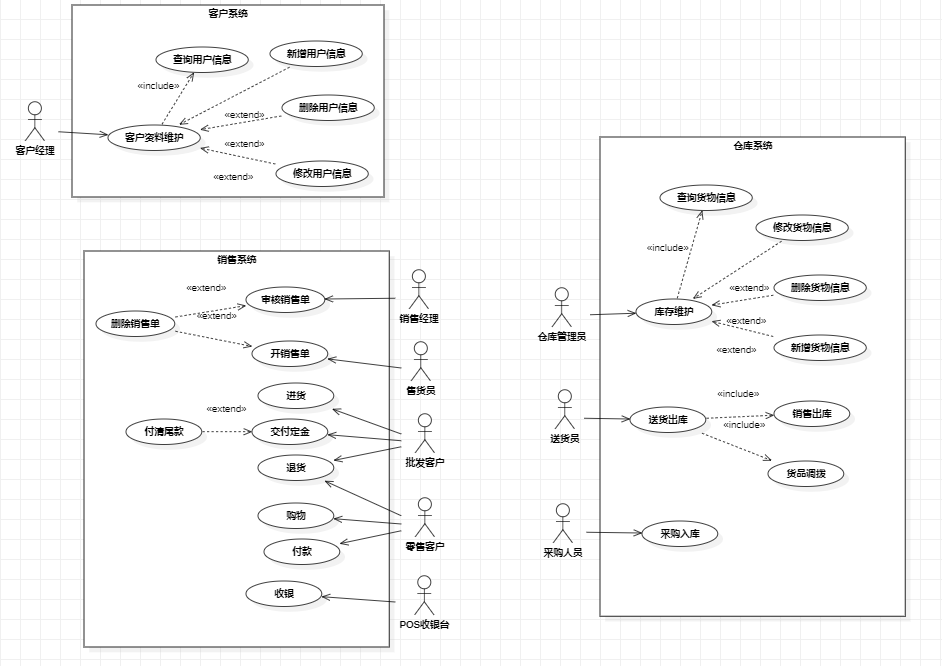 客户系统
查询用户信息
新增用户信息
«include»
删除用户信息
«extend»
客户资料维护
«extend»
客户经理
修改用户信息
«extend»
销售系统
«extend»
审核销售单
«extend»
删除销售单
销售经理
开销售单
售货员
进货
«extend»
付清尾款
交付定金
批发客户
退货
购物
零售客户
付款
收银
POS收银台
仓库系统
查询货物信息
修改货物信息
«include»
删除货物信息
«extend»
库存维护
«extend»
仓库管理员
新增货物信息
«extend»
«include»
销售出库
送货出库
«include»
送货员
货品调拨
采购入库
采购人员